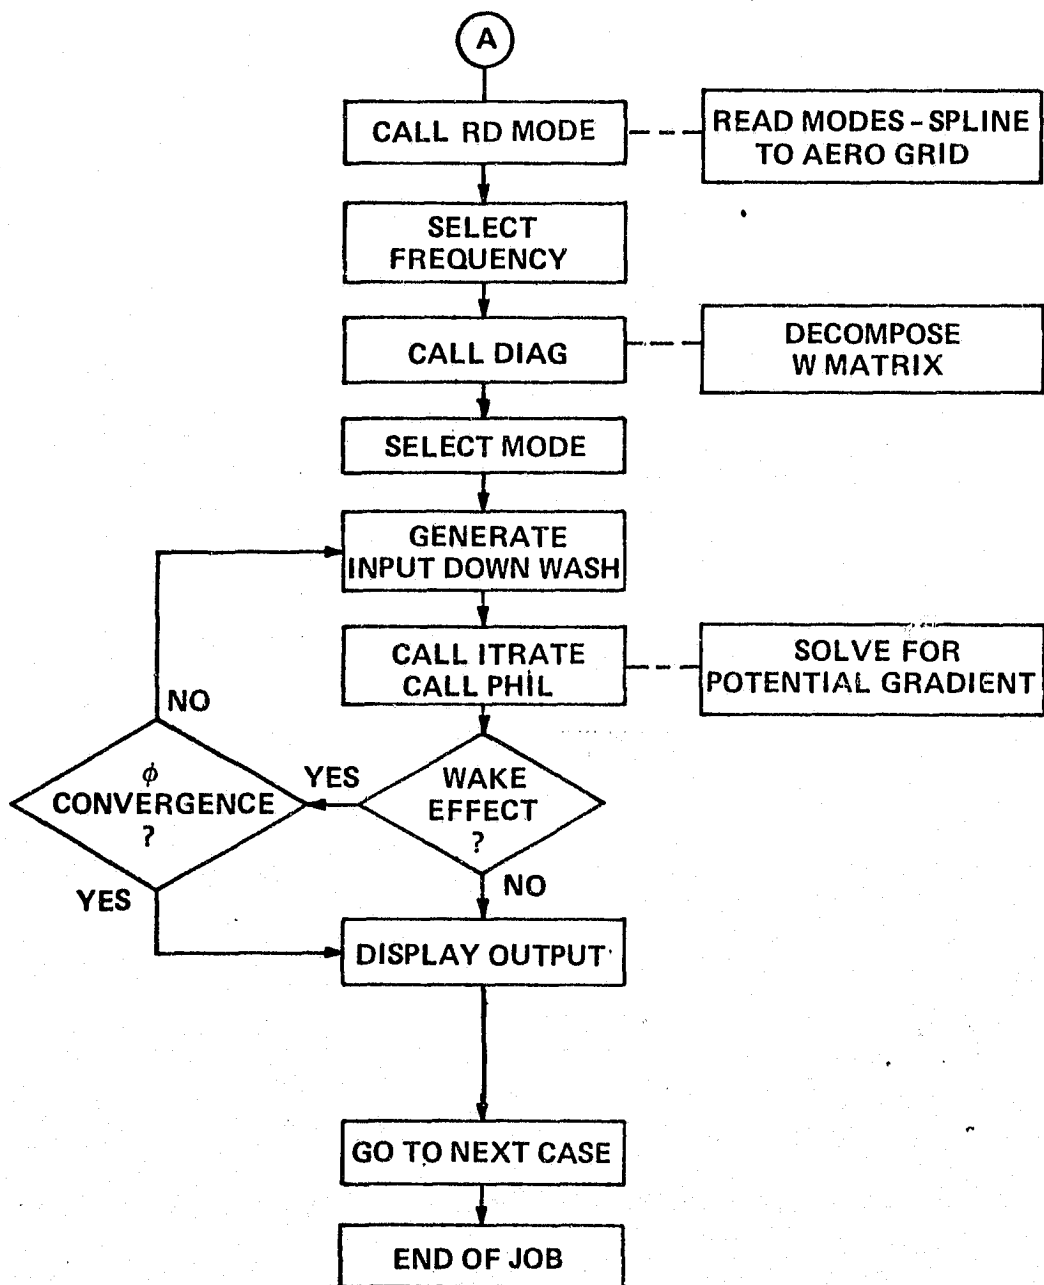 A
CALL RD MODE
READ MODES - SPLINE
TO AERO GRID
SELECT
FREQUENCY
CALL DIAG
DECOMPOSE
W MATRIX
SELECT MODE
GENERATE
INPUT DOWN WASH
CALL ITRATE
CALL PHIL
SOLVE FOR
POTENTIAL GRADIENT
NO
φ
CONVERGENCE
?
YES
WAKE
EFFECT
?
YES
NO
DISPLAY OUTPUT
GO TO NEXT CASE
END OF JOB